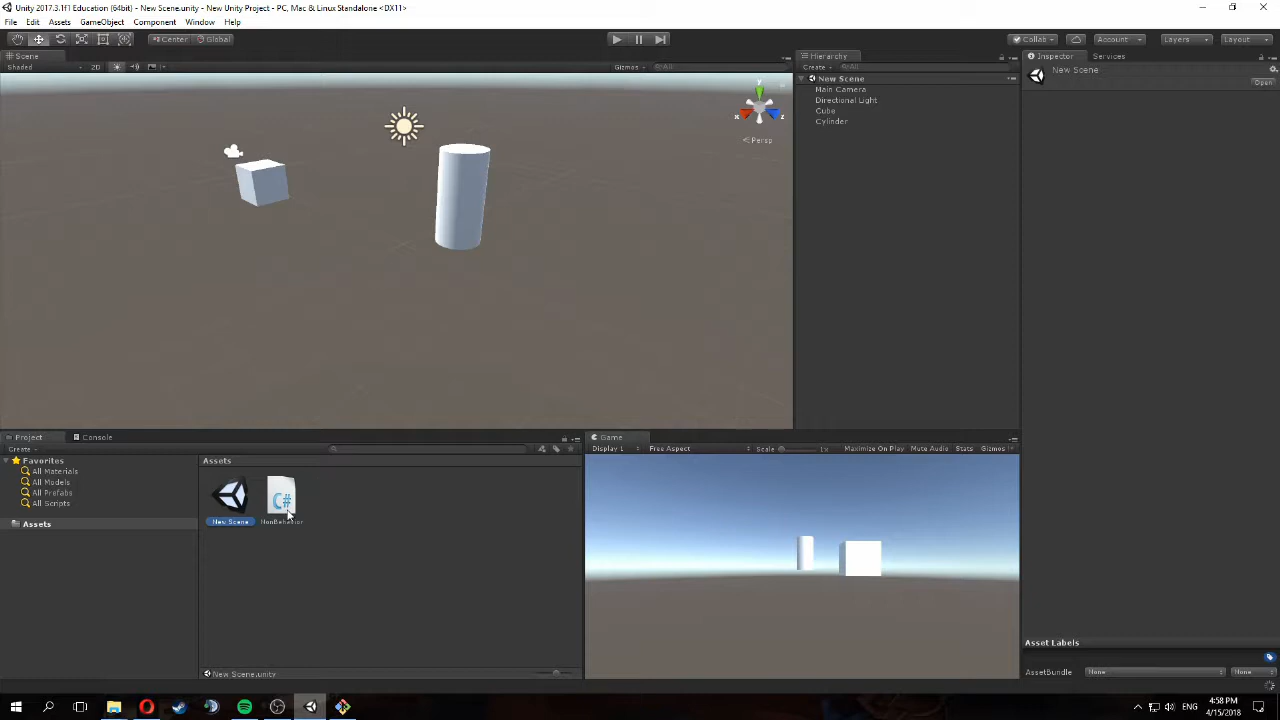 Unity 2017.3.1f1 Education (64bit) - New Scene.unity - New Unity Project - PC, Mac & Linux Standalone <DX11>
File Edit Assets GameObject Component Window Help
Center Global
Collab Account Layers Layout
Scene
Shaded 2D Gizmos All
y
x z
Persp
Hierarchy
Create All
New Scene
Main Camera
Directional Light
Cube
Cylinder
Inspector Services
New Scene
Open
Project Console
Create
Favorites
All Materials
All Models
All Prefabs
All Scripts
Assets
Assets
New Scene NonBehavior
C#
New Scene.unity
Game
Display 1 Free Aspect Scale 1x Maximize On Play Mute Audio Stats Gizmos
Asset Labels
AssetBundle None None
ENG 4:58 PM
4/15/2018